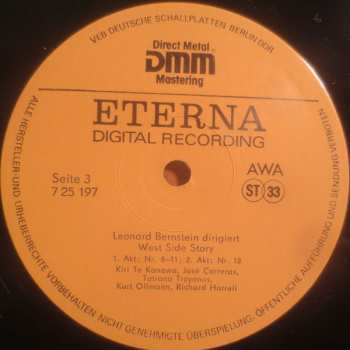 VEB DEUTSCHE SCHALLPLATTEN BERLIN DDR
Direct Metal
DMM
Mastering
ETERNA
DIGITAL RECORDING
Seite 3
7 25 197
AWA
ST 33
Leonard Bernstein dirigiert
West Side Story
1. Akt: Nr. 8-11; 2. Akt: Nr. 12
Kiri Te Kanawa, José Carreras,
Tatiana Troyanos,
Kurt Ollmann, Richard Harrell
ALLE HERSTELLER- UND URHEBERRECHTE VORBEHALTEN. NICHT GENEHMIGTE ÜBERSPIELUNG, ÖFFENTLICHE AUFFÜHRUNG UND SENDUNG VERBOTEN